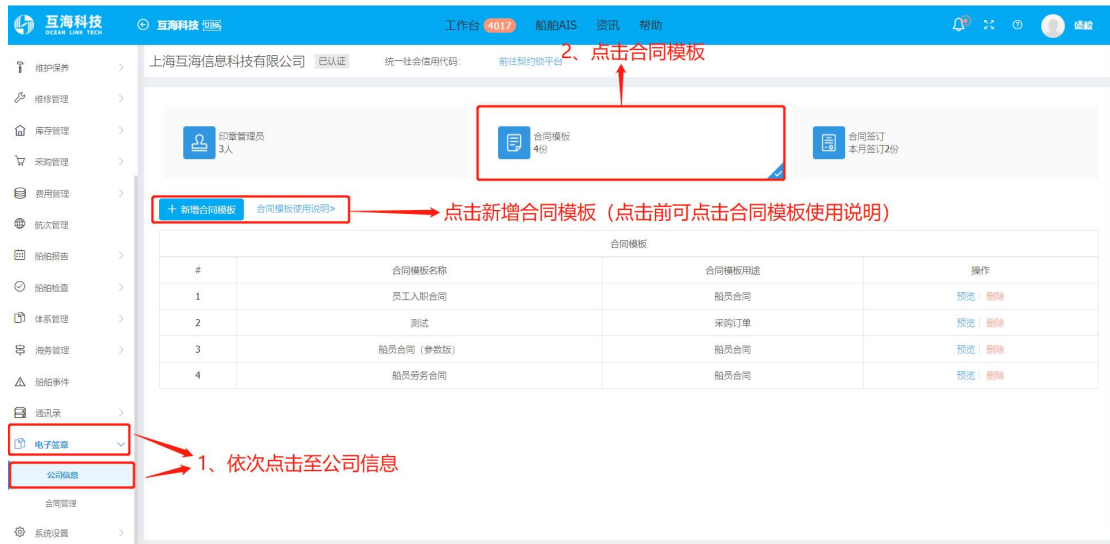 互海科技
OCEAN LINK TECH
互海科技
工作台 4017 船舶AIS 资讯 帮助
盛毅
上海互海信息科技有限公司 已认证 统一社会信用代码: 前往契约锁平台
2、点击合同模板
维护保养
维修管理
库存管理
采购管理
费用管理
航次管理
船舶报告
船舶检查
体系管理
海务管理
船舶事件
通讯录
电子签章
公司信息
合同管理
系统设置
印章管理员
3人
合同模板
4份
合同签订
本月签订2份
+ 新增合同模板 合同模板使用说明>
点击新增合同模板（点击前可点击合同模板使用说明）
合同模板
# 合同模板名称 合同模板用途 操作
1 员工入职合同 船员合同 预览 删除
2 测试 采购订单 预览 删除
3 船员合同（参数版） 船员合同 预览 删除
4 船员劳务合同 船员合同 预览 删除
1、依次点击至公司信息